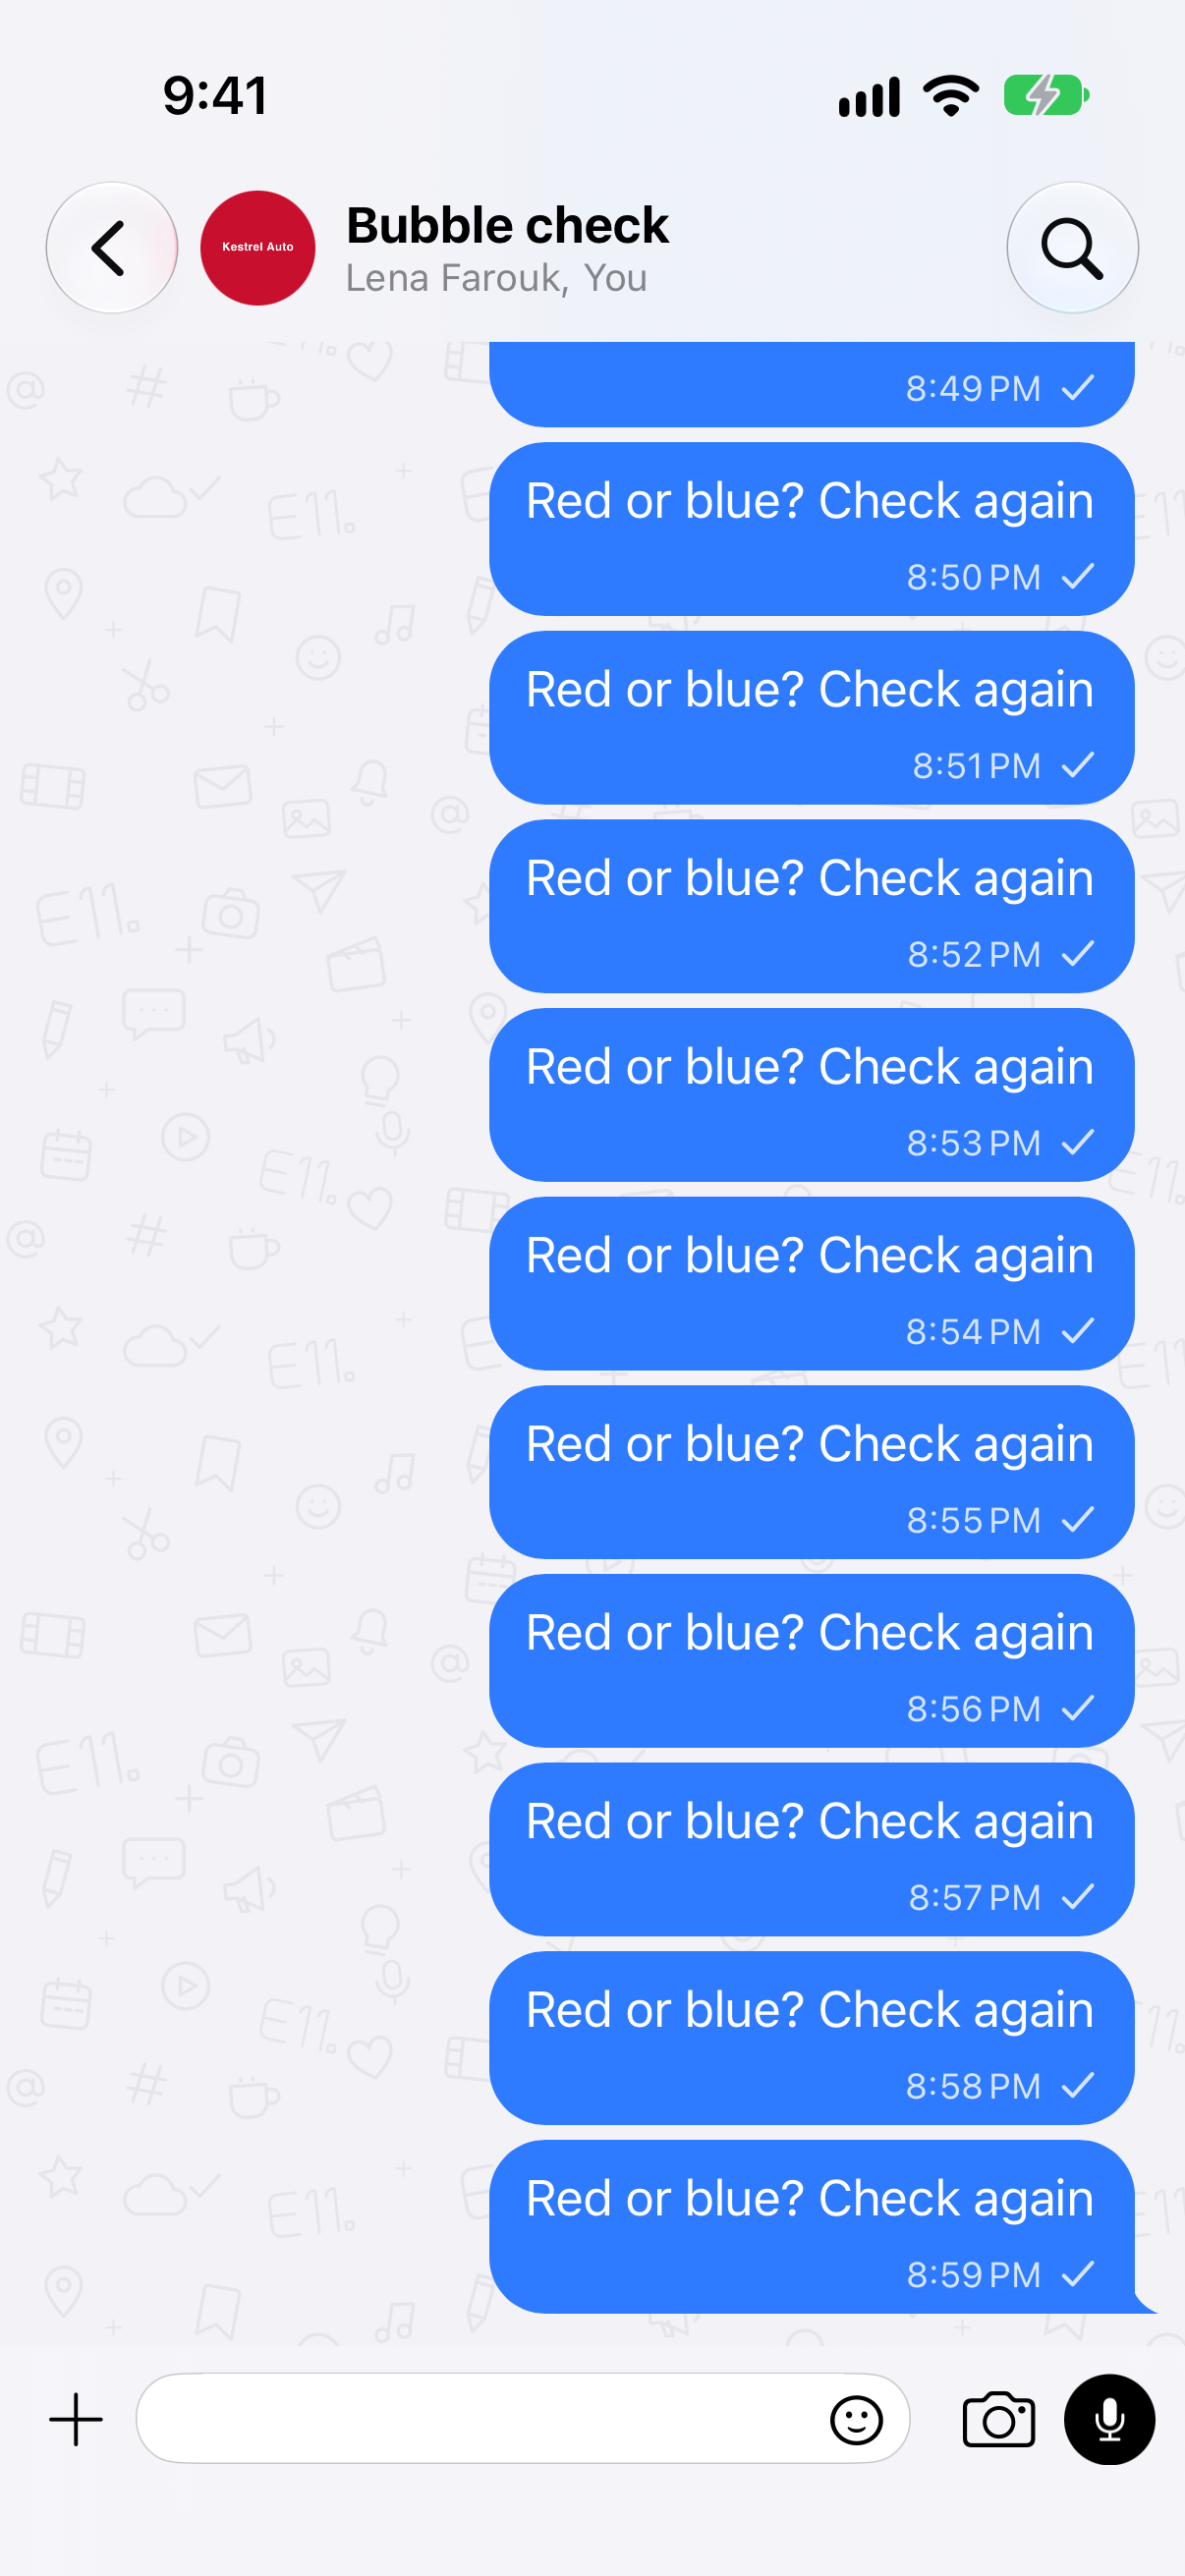 9:41
Kestrel Auto
Bubble check
Lena Farouk, You
8:49 PM
Red or blue? Check again
8:50 PM
Red or blue? Check again
8:51 PM
Red or blue? Check again
8:52 PM
Red or blue? Check again
8:53 PM
Red or blue? Check again
8:54 PM
Red or blue? Check again
8:55 PM
Red or blue? Check again
8:56 PM
Red or blue? Check again
8:57 PM
Red or blue? Check again
8:58 PM
Red or blue? Check again
8:59 PM